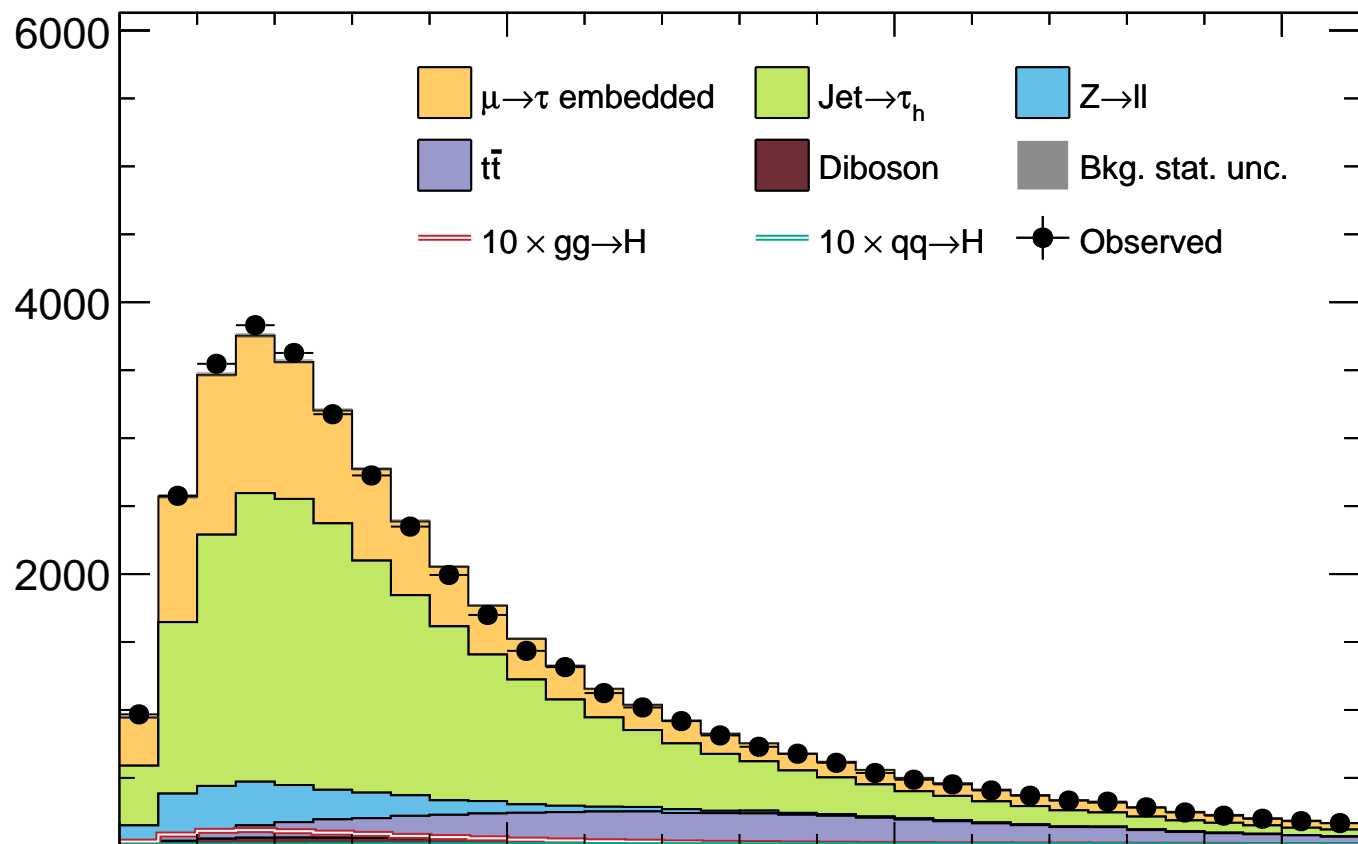 6000
μ→τ embedded Jet→τₕ Z→ll
tt̄ Diboson Bkg. stat. unc.
10 × gg→H 10 × qq→H Observed
4000
2000